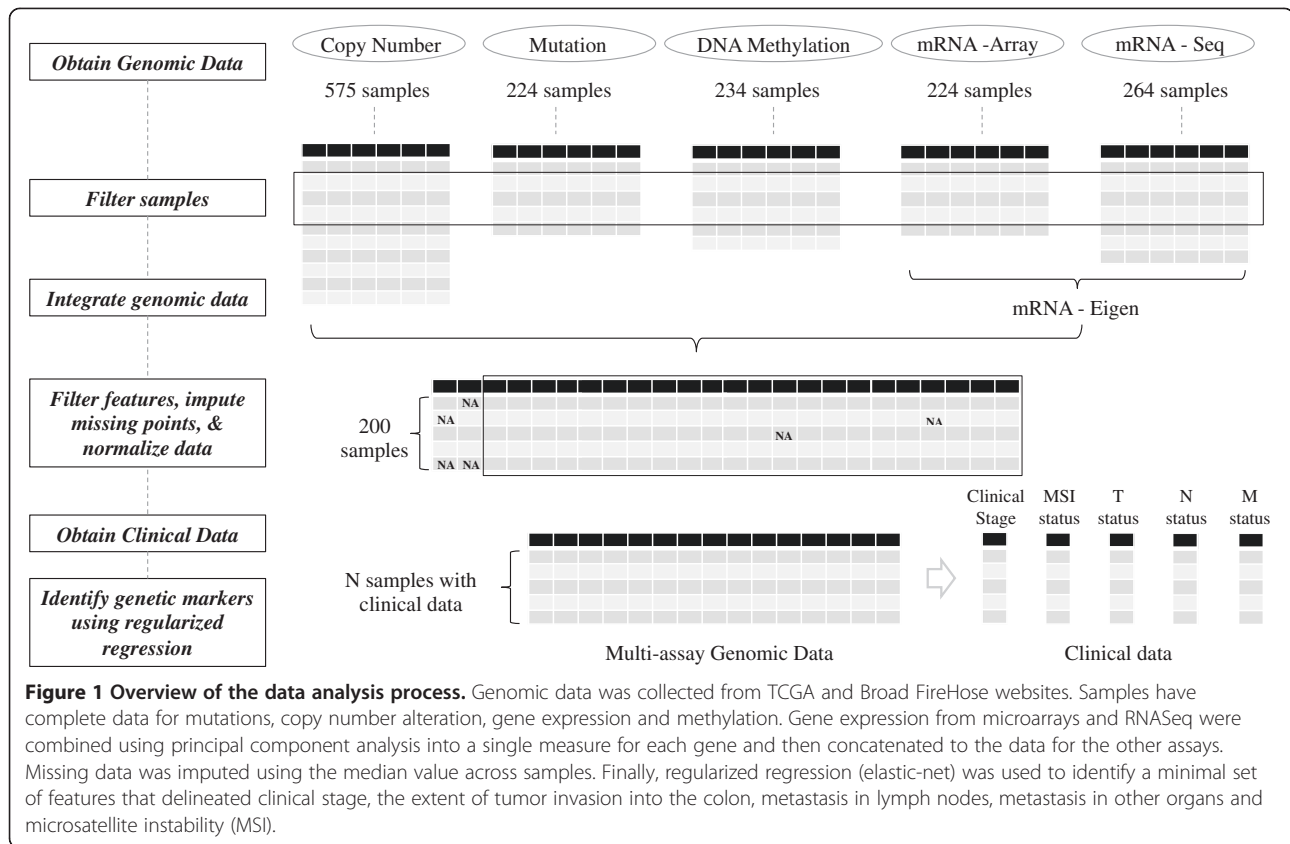 Obtain Genomic Data
Copy Number
Mutation
DNA Methylation
mRNA -Array
mRNA - Seq
575 samples
224 samples
234 samples
224 samples
264 samples
Filter samples
Integrate genomic data
mRNA - Eigen
Filter features, impute
missing points, &
normalize data
200
samples
NA
NA
NA
NA
NA NA
Obtain Clinical Data
Clinical
Stage
MSI
status
T
status
N
status
M
status
Identify genetic markers
using regularized
regression
N samples with
clinical data
Multi-assay Genomic Data
Clinical data
Figure 1 Overview of the data analysis process. Genomic data was collected from TCGA and Broad FireHose websites. Samples have
complete data for mutations, copy number alteration, gene expression and methylation. Gene expression from microarrays and RNASeq were
combined using principal component analysis into a single measure for each gene and then concatenated to the data for the other assays.
Missing data was imputed using the median value across samples. Finally, regularized regression (elastic-net) was used to identify a minimal set
of features that delineated clinical stage, the extent of tumor invasion into the colon, metastasis in lymph nodes, metastasis in other organs and
microsatellite instability (MSI).